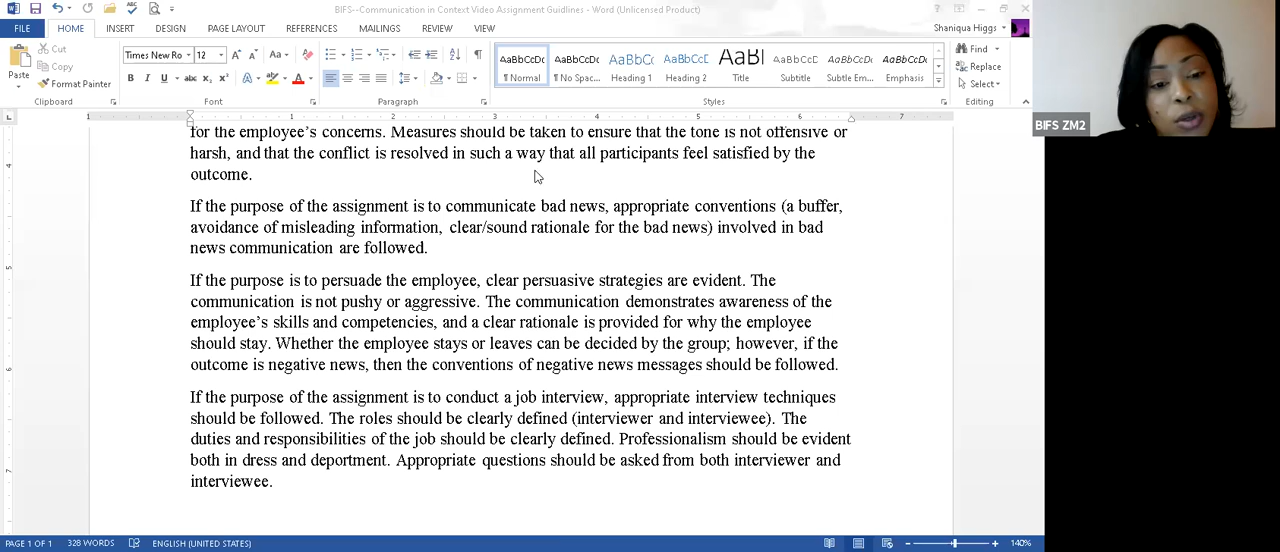 BIFS--Communication in Context Video Assignment Guidlines - Word (Unlicensed Product)
FILE HOME INSERT DESIGN PAGE LAYOUT REFERENCES MAILINGS REVIEW VIEW Shaniqua Higgs
Cut
Copy
Format Painter
Paste
Clipboard
Times New Ro 12
Font
Paragraph
AaBbCcDc AaBbCcDc AaBbCc AaBbCc AaBl AaBbCcD AaBbCcDc AaBbCcDc
¶ Normal ¶ No Spac... Heading 1 Heading 2 Title Subtitle Subtle Em... Emphasis
Styles
Find
Replace
Select
Editing
BIFS ZM2
for the employee's concerns. Measures should be taken to ensure that the tone is not offensive or
harsh, and that the conflict is resolved in such a way that all participants feel satisfied by the
outcome.
If the purpose of the assignment is to communicate bad news, appropriate conventions (a buffer,
avoidance of misleading information, clear/sound rationale for the bad news) involved in bad
news communication are followed.
If the purpose is to persuade the employee, clear persuasive strategies are evident. The
communication is not pushy or aggressive. The communication demonstrates awareness of the
employee's skills and competencies, and a clear rationale is provided for why the employee
should stay. Whether the employee stays or leaves can be decided by the group; however, if the
outcome is negative news, then the conventions of negative news messages should be followed.
If the purpose of the assignment is to conduct a job interview, appropriate interview techniques
should be followed. The roles should be clearly defined (interviewer and interviewee). The
duties and responsibilities of the job should be clearly defined. Professionalism should be evident
both in dress and deportment. Appropriate questions should be asked from both interviewer and
interviewee.
PAGE 1 OF 1 328 WORDS ENGLISH (UNITED STATES) 140%